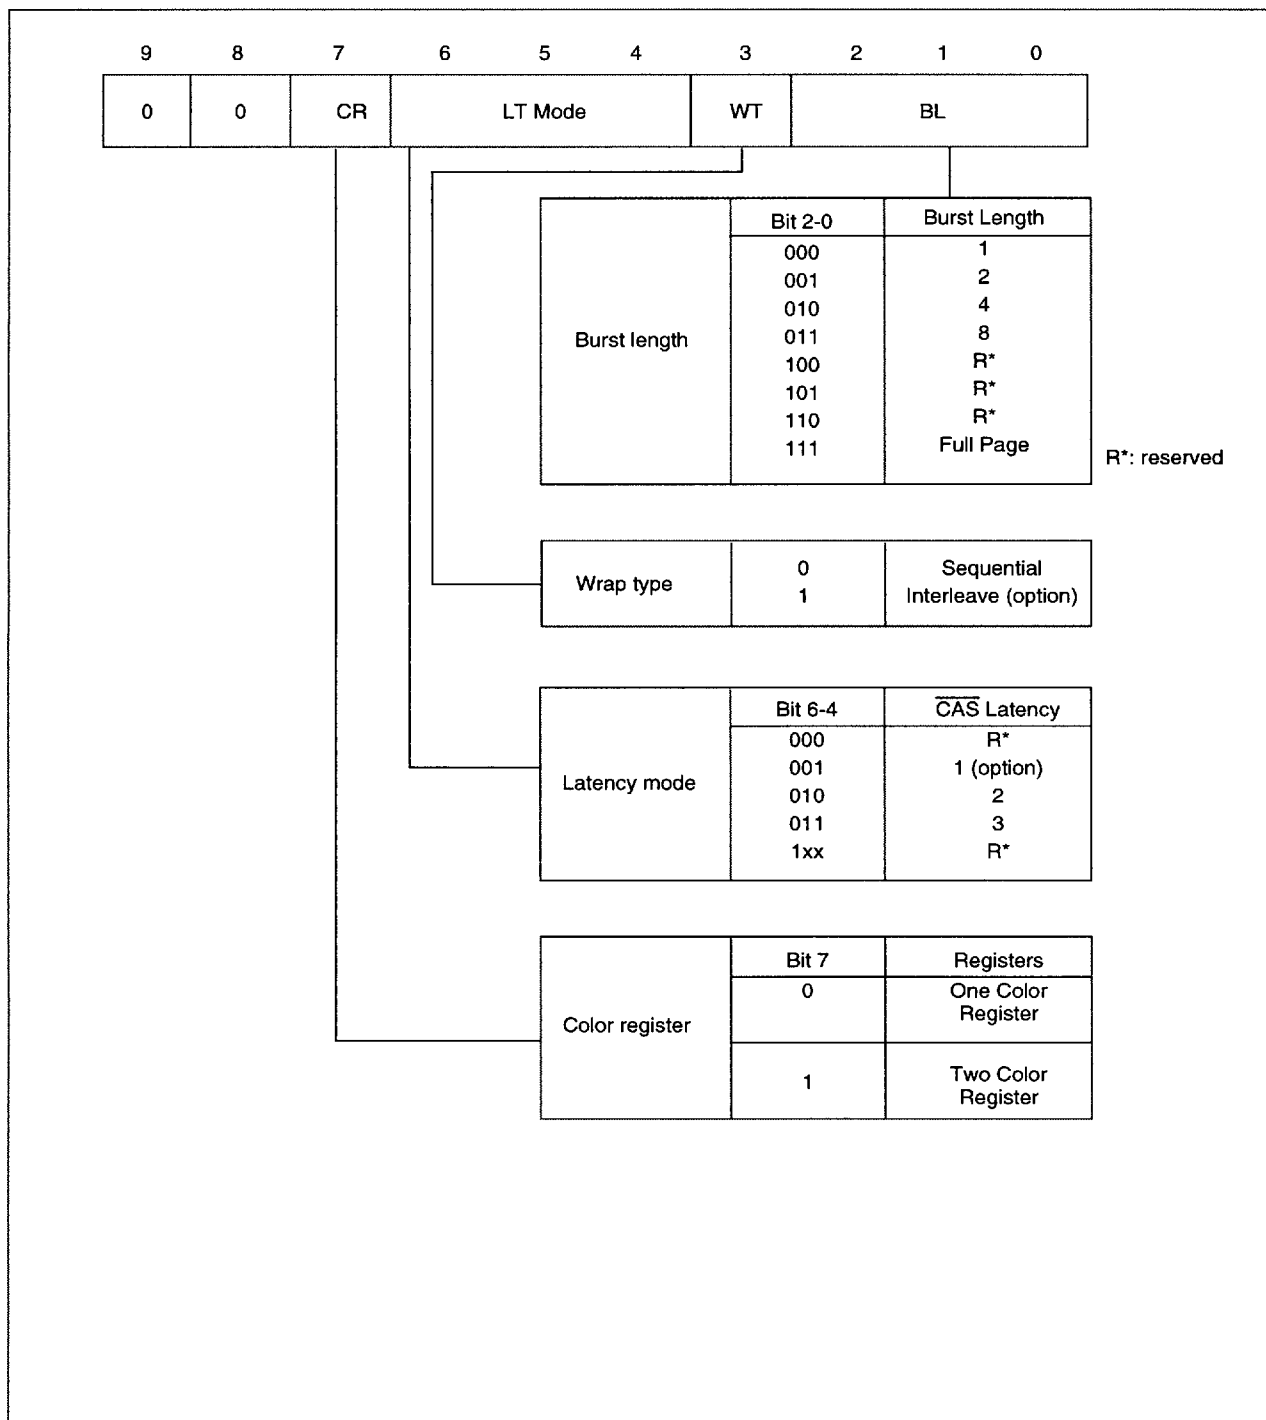 9 8 7 6 5 4 3 2 1 0
0 0 CR LT Mode WT BL
Burst length
Bit 2-0 Burst Length
000 1
001 2
010 4
011 8
100 R*
101 R*
110 R*
111 Full Page
R*: reserved
Wrap type
0 Sequential
1 Interleave (option)
Latency mode
Bit 6-4 C̅A̅S̅ Latency
000 R*
001 1 (option)
010 2
011 3
1xx R*
Color register
Bit 7 Registers
0 One Color
Register
1 Two Color
Register